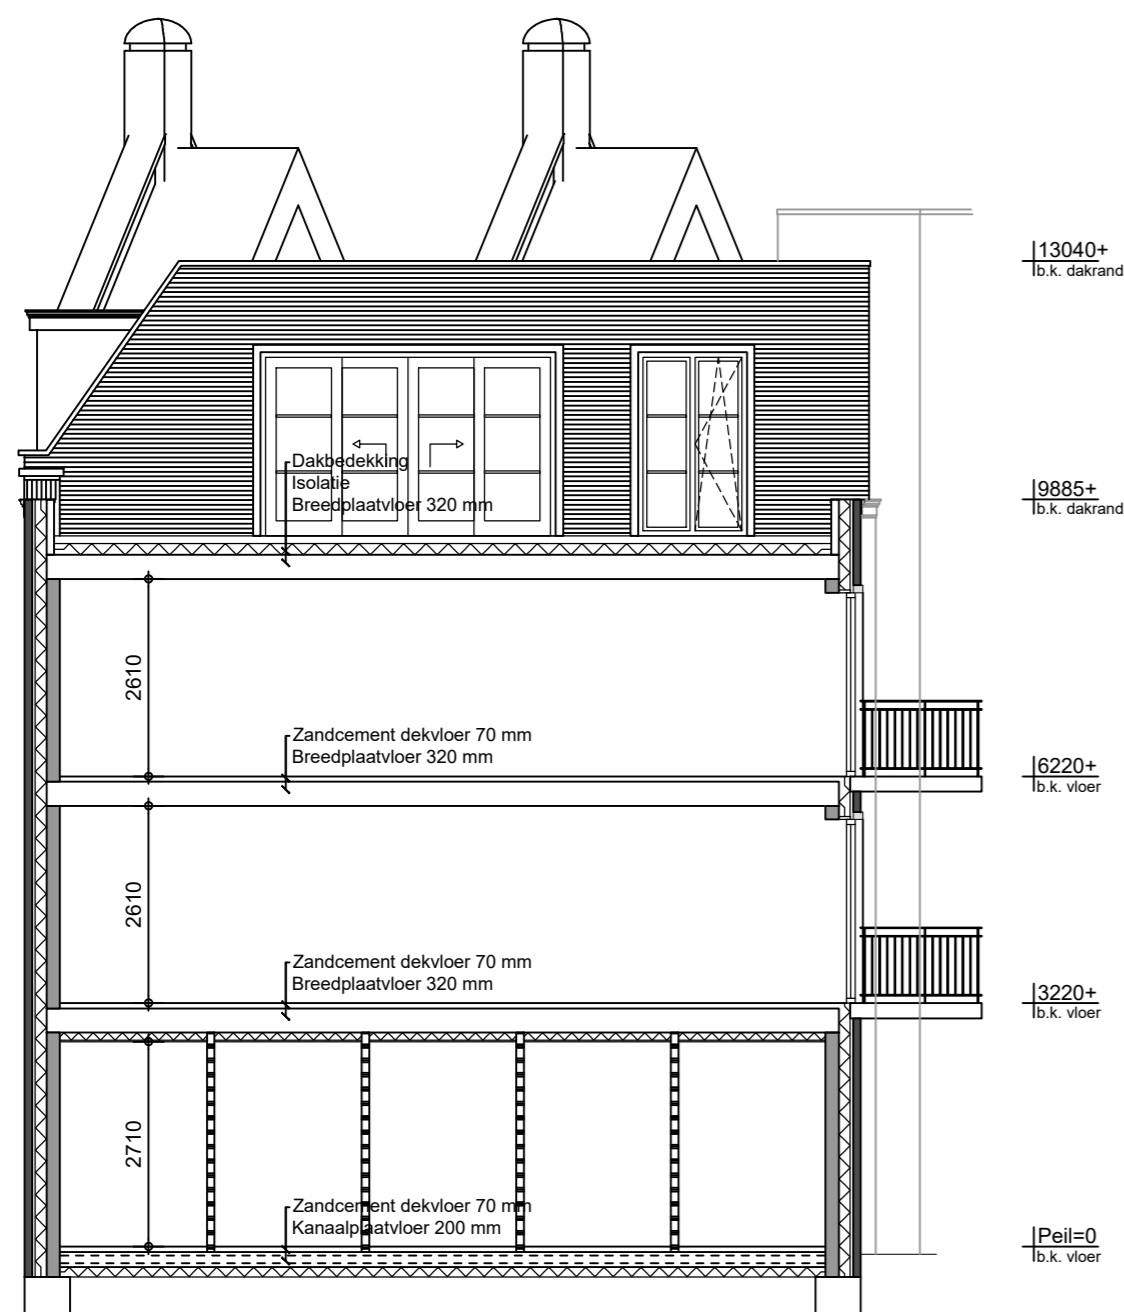 13040+
b.k. dakrand
Dakbedekking
Isolatie
Breedplaatvloer 320 mm
9885+
b.k. dakrand
2610
Zandcement dekvloer 70 mm
Breedplaatvloer 320 mm
6220+
b.k. vloer
2610
Zandcement dekvloer 70 mm
Breedplaatvloer 320 mm
3220+
b.k. vloer
2710
Zandcement dekvloer 70 mm
Kanaalplaatvloer 200 mm
Peil=0
b.k. vloer